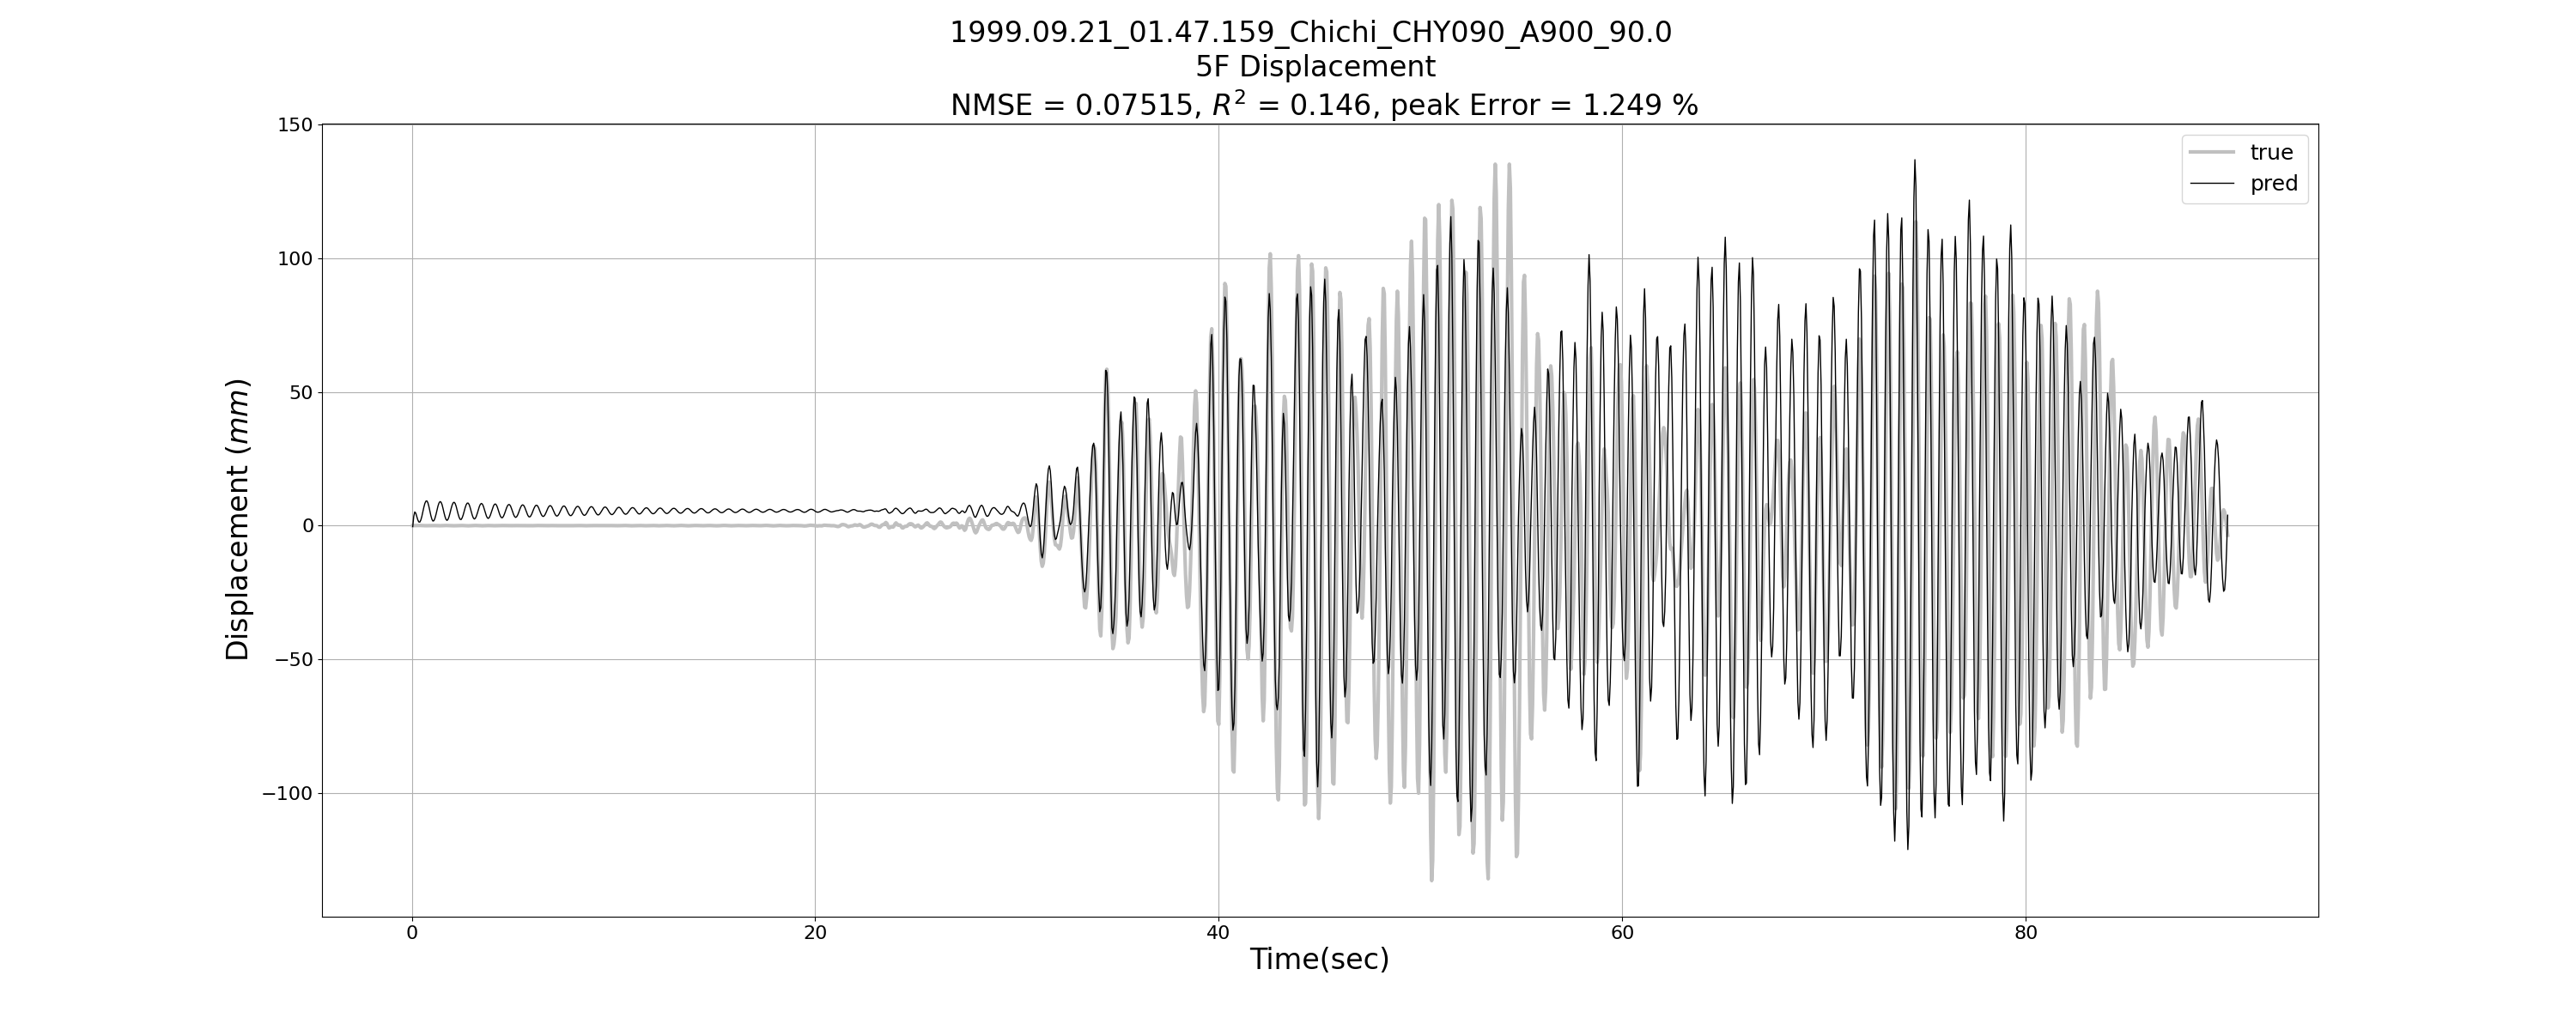 1999.09.21_01.47.159_Chichi_CHY090_A900_90.0
5F Displacement
NMSE = 0.07515, R² = 0.146, peak Error = 1.249 %
true
pred
150
100
50
0
−50
−100
Displacement (mm)
0 20 40 60 80
Time(sec)